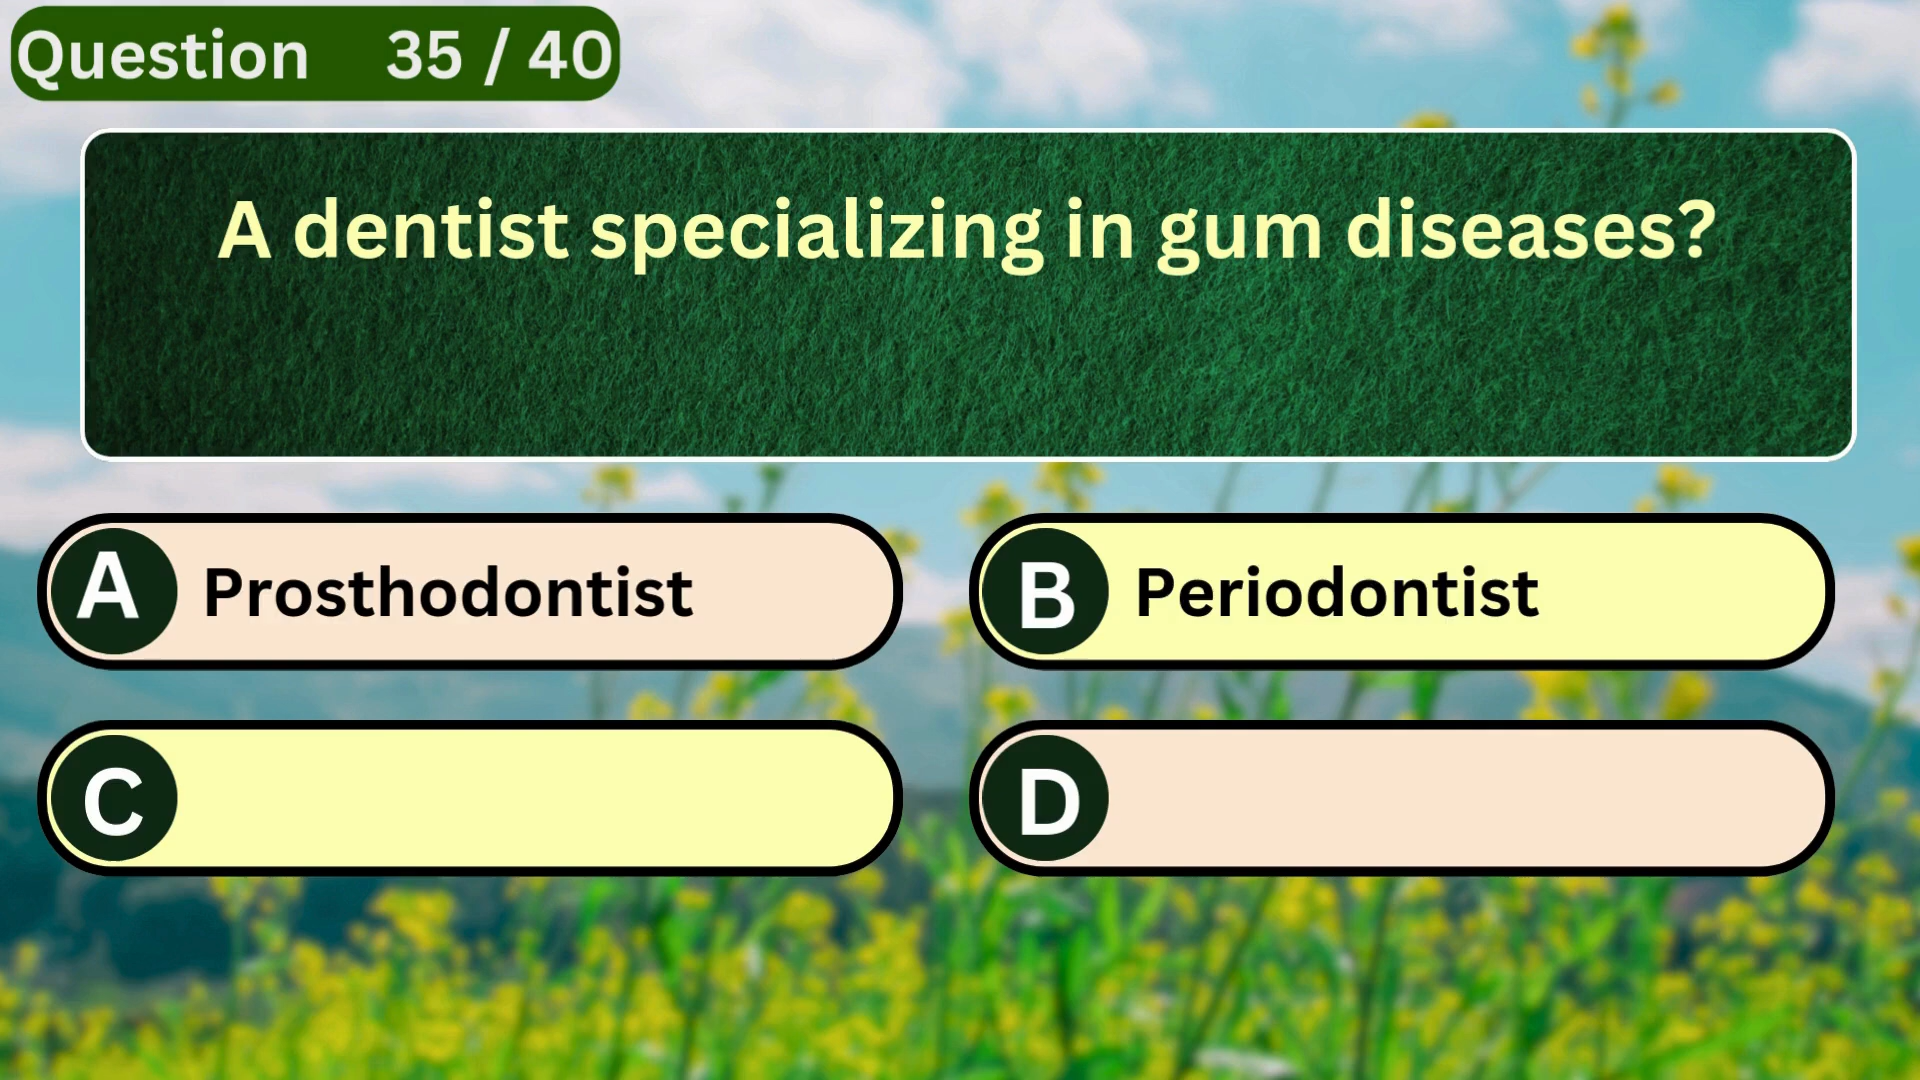 Question 35 / 40
A dentist specializing in gum diseases?
A Prosthodontist
B Periodontist
C
D